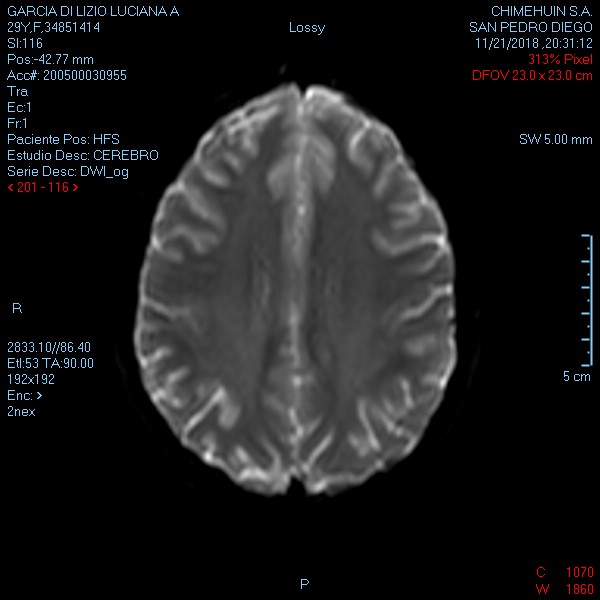 GARCIA DI LIZIO LUCIANA A
29Y,F,34851414
Sl:116
Pos:-42.77 mm
Acc#: 200500030955
Tra
Ec:1
Fr:1
Paciente Pos: HFS
Estudio Desc: CEREBRO
Serie Desc: DWI_og
< 201 - 116 >
Lossy
CHIMEHUIN S.A.
SAN PEDRO DIEGO
11/21/2018 ,20:31:12
313% Pixel
DFOV 23.0 x 23.0 cm
SW 5.00 mm
R
2833.10//86.40
Etl:53 TA:90.00
192x192
Enc: >
2nex
5 cm
P
C 1070
W 1860